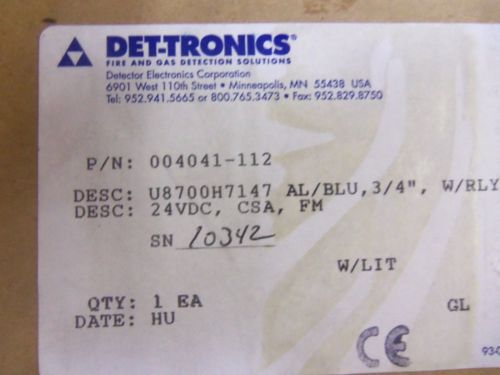 DET-TRONICS®
FIRE AND GAS DETECTION SOLUTIONS
Detector Electronics Corporation
6901 West 110th Street • Minneapolis, MN 55438 USA
Tel: 952.941.5665 or 800.765.3473 • Fax: 952.829.8750
P/N: 004041-112
DESC: U8700H7147 AL/BLU,3/4", W/RLY
DESC: 24VDC, CSA, FM
SN 10342
W/LIT
QTY: 1 EA
GL
DATE: HU
CE